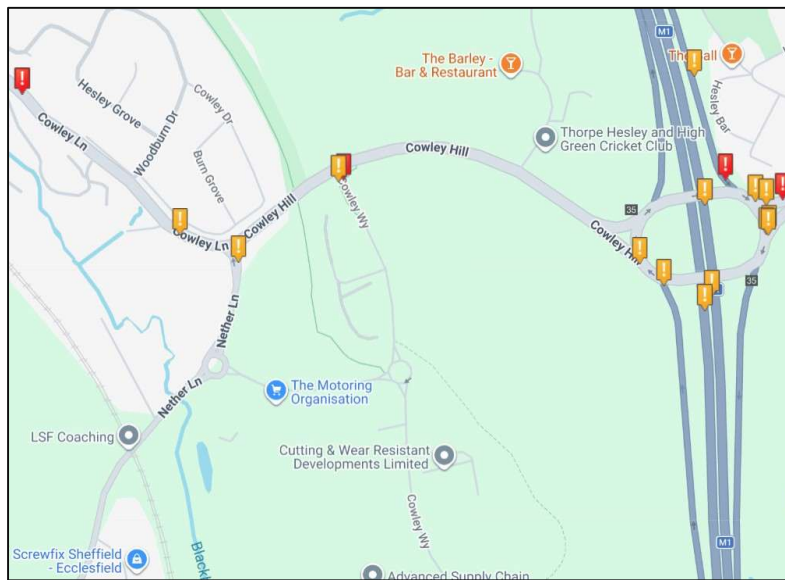 M1
The Barley -
Bar & Restaurant
Hesley Grove
Woodburn Dr
Cowley Dr
Hesley Bar
Cowley Ln
Burn Grove
Cowley Hill
Thorpe Hesley and High
Green Cricket Club
Cowley Wy
35
Cowley Hill
Cowley Ln
Cowley Hill
35
Nether Ln
Nether Ln
The Motoring
Organisation
LSF Coaching
Cutting & Wear Resistant
Developments Limited
Cowley Wy
M1
Screwfix Sheffield
- Ecclesfield
Advanced Supply Chain